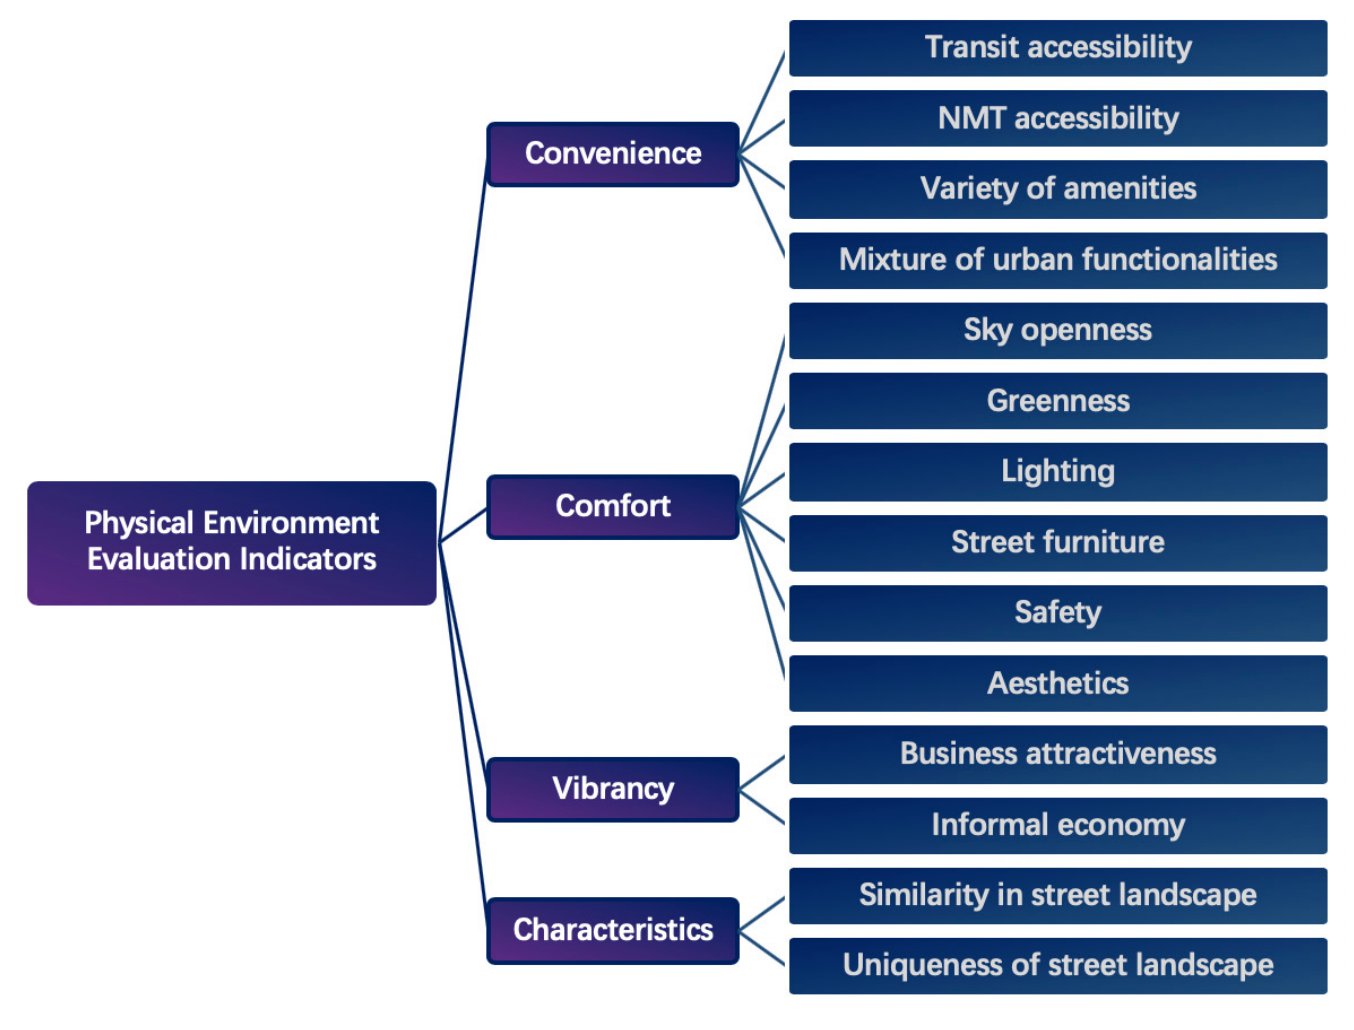 Physical Environment
Evaluation Indicators
Convenience
Transit accessibility
NMT accessibility
Variety of amenities
Mixture of urban functionalities
Comfort
Sky openness
Greenness
Lighting
Street furniture
Safety
Aesthetics
Vibrancy
Business attractiveness
Informal economy
Characteristics
Similarity in street landscape
Uniqueness of street landscape